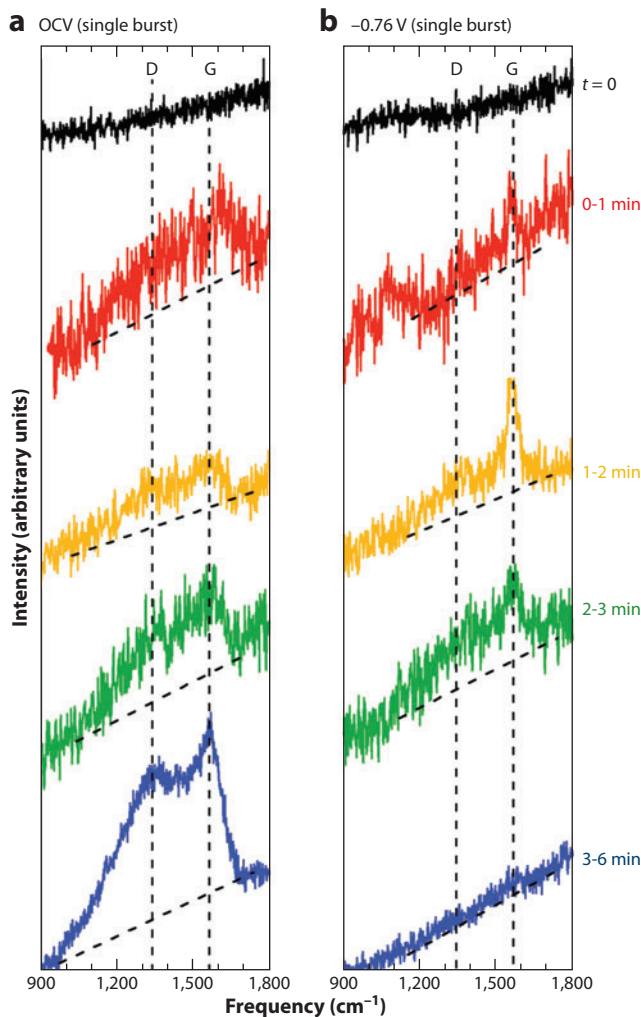 a OCV (single burst)
b –0.76 V (single burst)
D G
D G
t = 0
0-1 min
1-2 min
2-3 min
3-6 min
Intensity (arbitrary units)
900 1,200 1,500 1,800
900 1,200 1,500 1,800
Frequency (cm⁻¹)